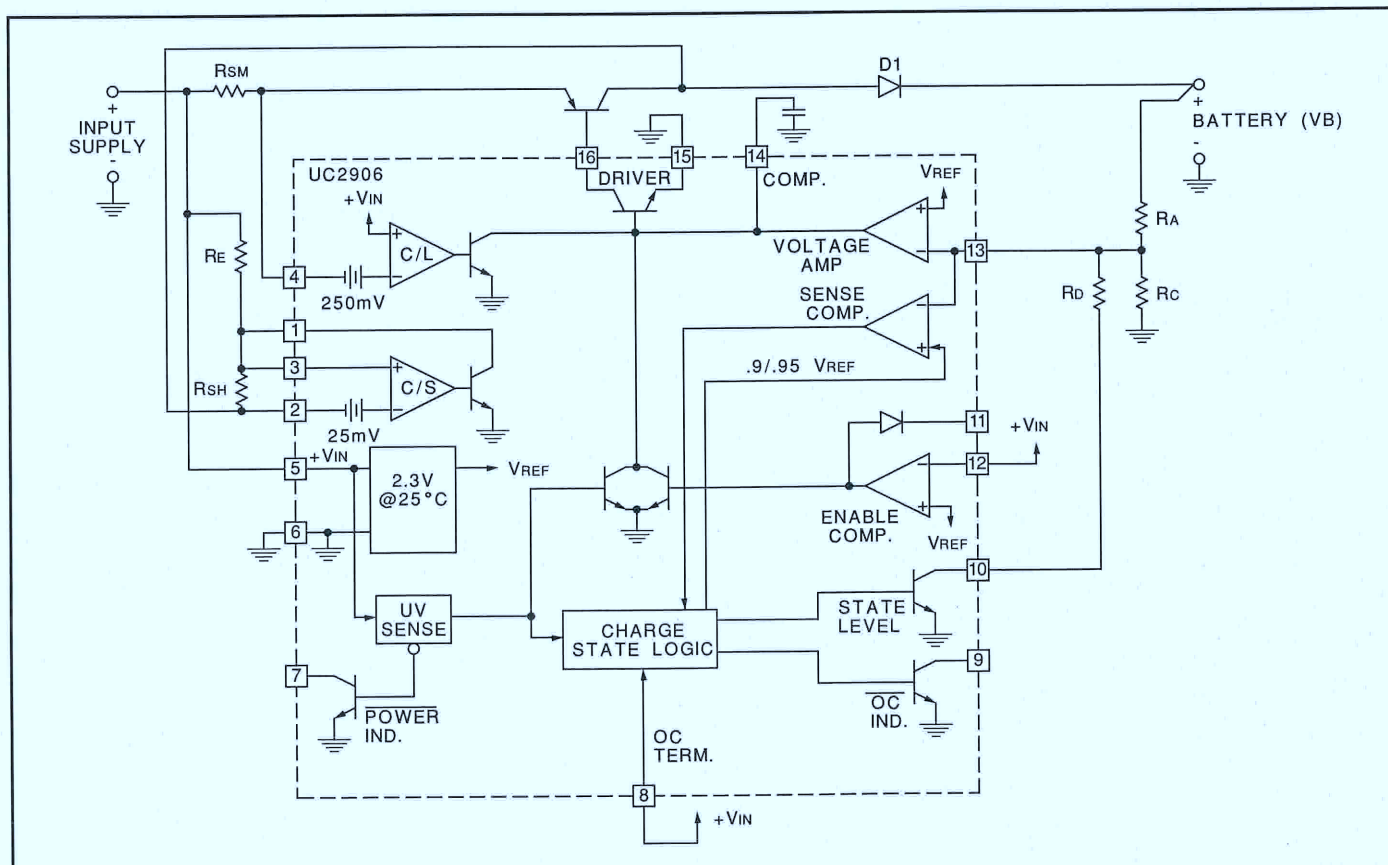 RSM
D1
+
INPUT
SUPPLY
-
+
BATTERY (VB)
-
16
15
14
UC2906
DRIVER
COMP.
+VIN
VREF
+
-
VOLTAGE
AMP
13
RA
RE
+
C/L
-
4
250mV
SENSE
COMP.
-
+
RD
RC
1
3
RSH
+
C/S
-
2
25mV
.9/.95 VREF
11
+VIN
5
+VIN
2.3V
@25°C
VREF
12
-
+
ENABLE
COMP.
VREF
6
10
UV
SENSE
CHARGE
STATE LOGIC
STATE
LEVEL
7
9
POWER
IND.
OC
IND.
OC
TERM.
8
+VIN